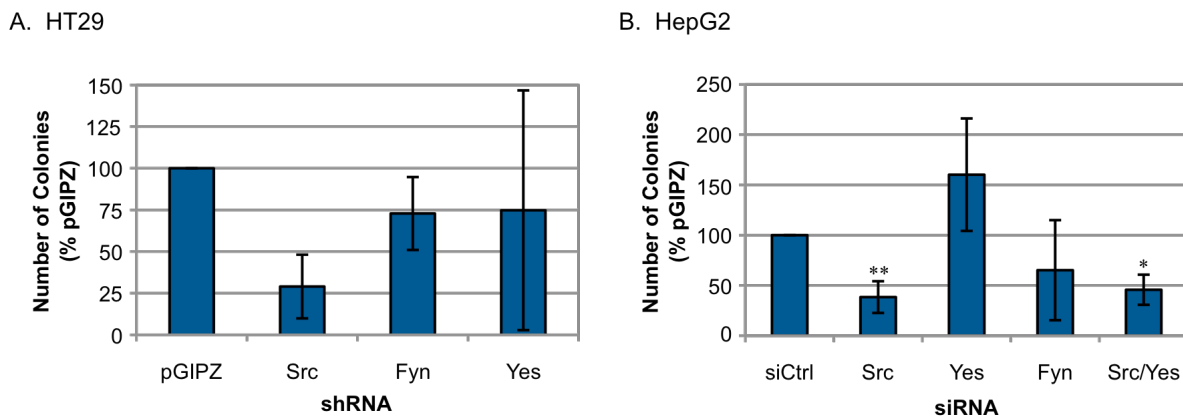 A. HT29
Number of Colonies
(% pGIPZ)
150
125
100
75
50
25
0
pGIPZ Src Fyn Yes
shRNA
B. HepG2
Number of Colonies
(% pGIPZ)
250
200
150
100
50
0
**
*
siCtrl Src Yes Fyn Src/Yes
siRNA